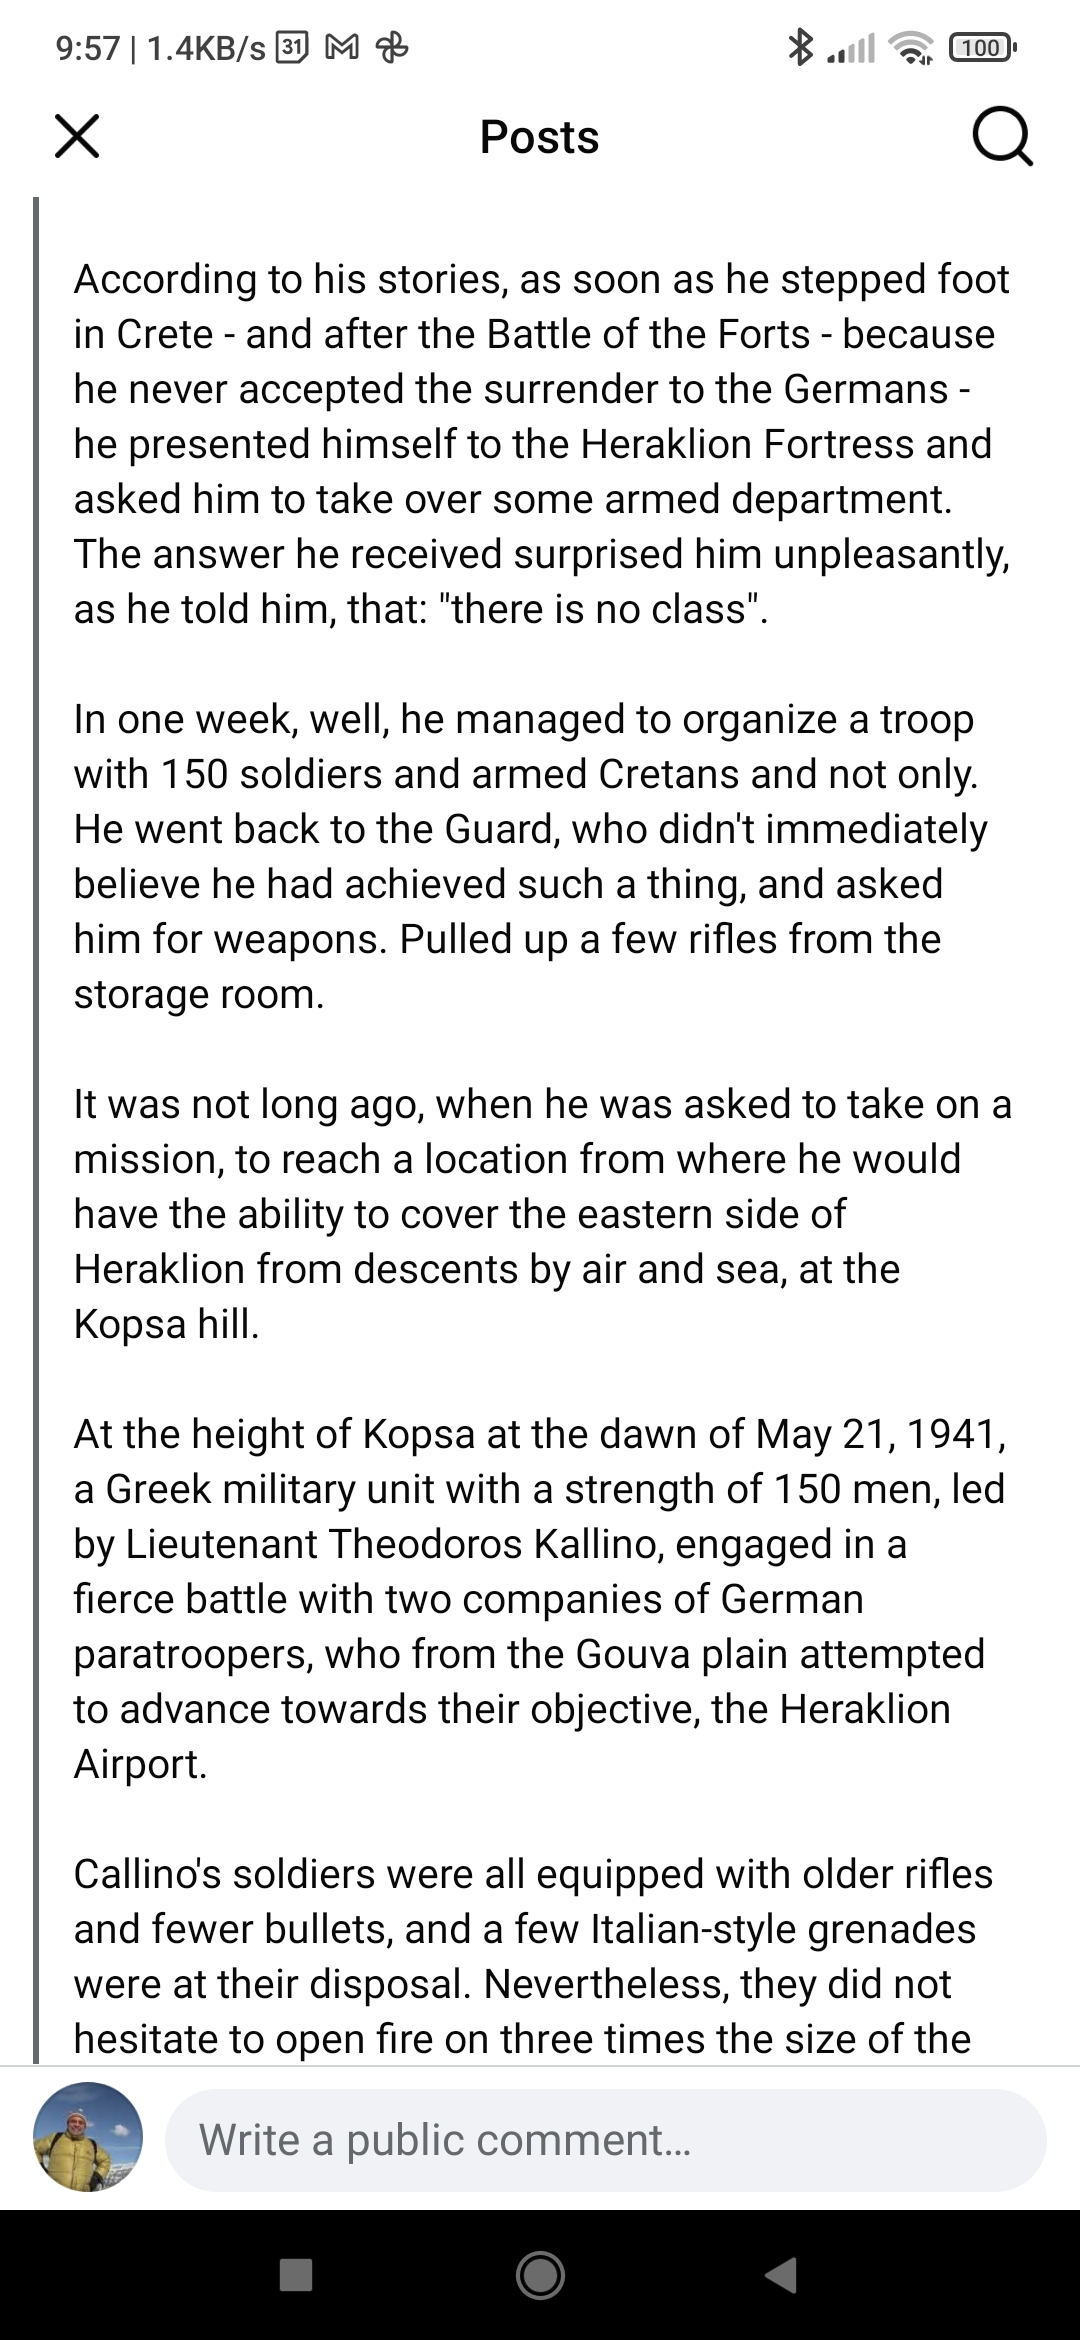 9:57 | 1.4KB/s 31
100
Posts
According to his stories, as soon as he stepped foot
in Crete - and after the Battle of the Forts - because
he never accepted the surrender to the Germans -
he presented himself to the Heraklion Fortress and
asked him to take over some armed department.
The answer he received surprised him unpleasantly,
as he told him, that: "there is no class".
In one week, well, he managed to organize a troop
with 150 soldiers and armed Cretans and not only.
He went back to the Guard, who didn't immediately
believe he had achieved such a thing, and asked
him for weapons. Pulled up a few rifles from the
storage room.
It was not long ago, when he was asked to take on a
mission, to reach a location from where he would
have the ability to cover the eastern side of
Heraklion from descents by air and sea, at the
Kopsa hill.
At the height of Kopsa at the dawn of May 21, 1941,
a Greek military unit with a strength of 150 men, led
by Lieutenant Theodoros Kallino, engaged in a
fierce battle with two companies of German
paratroopers, who from the Gouva plain attempted
to advance towards their objective, the Heraklion
Airport.
Callino's soldiers were all equipped with older rifles
and fewer bullets, and a few Italian-style grenades
were at their disposal. Nevertheless, they did not
hesitate to open fire on three times the size of the
Write a public comment...